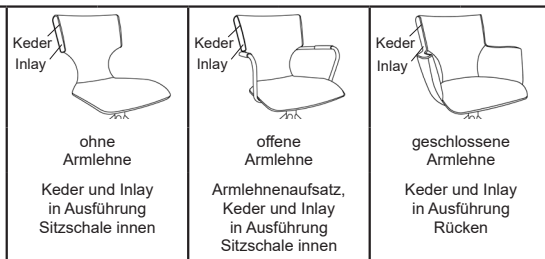 Keder
Inlay
ohne
Armlehne
Keder und Inlay
in Ausführung
Sitzschale innen
Keder
Inlay
offene
Armlehne
Armlehnenaufsatz,
Keder und Inlay
in Ausführung
Sitzschale innen
Keder
Inlay
geschlossene
Armlehne
Keder und Inlay
in Ausführung
Rücken